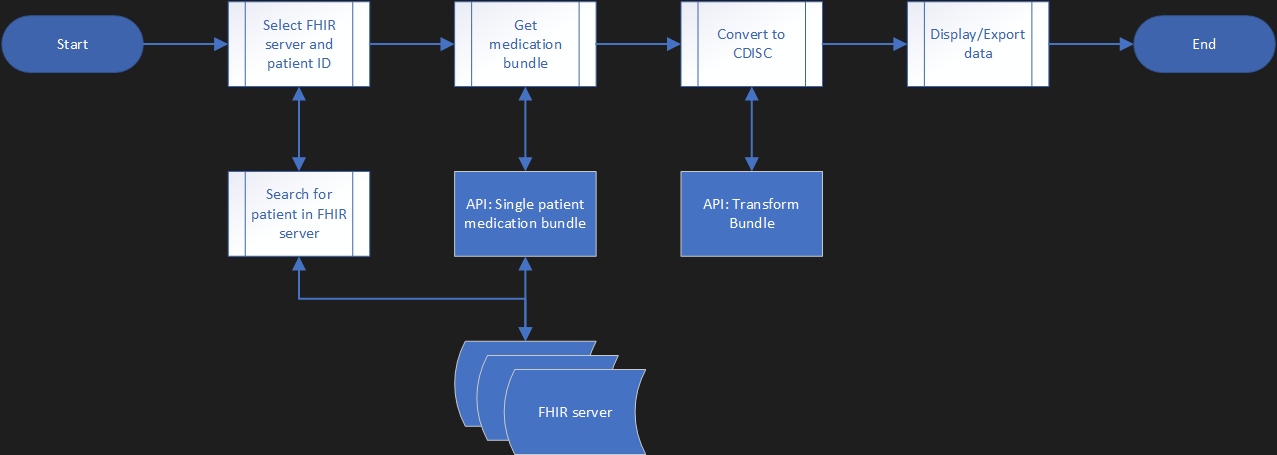 Start
Select FHIR
server and
patient ID
Get
medication
bundle
Convert to
CDISC
Display/Export
data
End
Search for
patient in FHIR
server
API: Single patient
medication bundle
API: Transform
Bundle
FHIR server